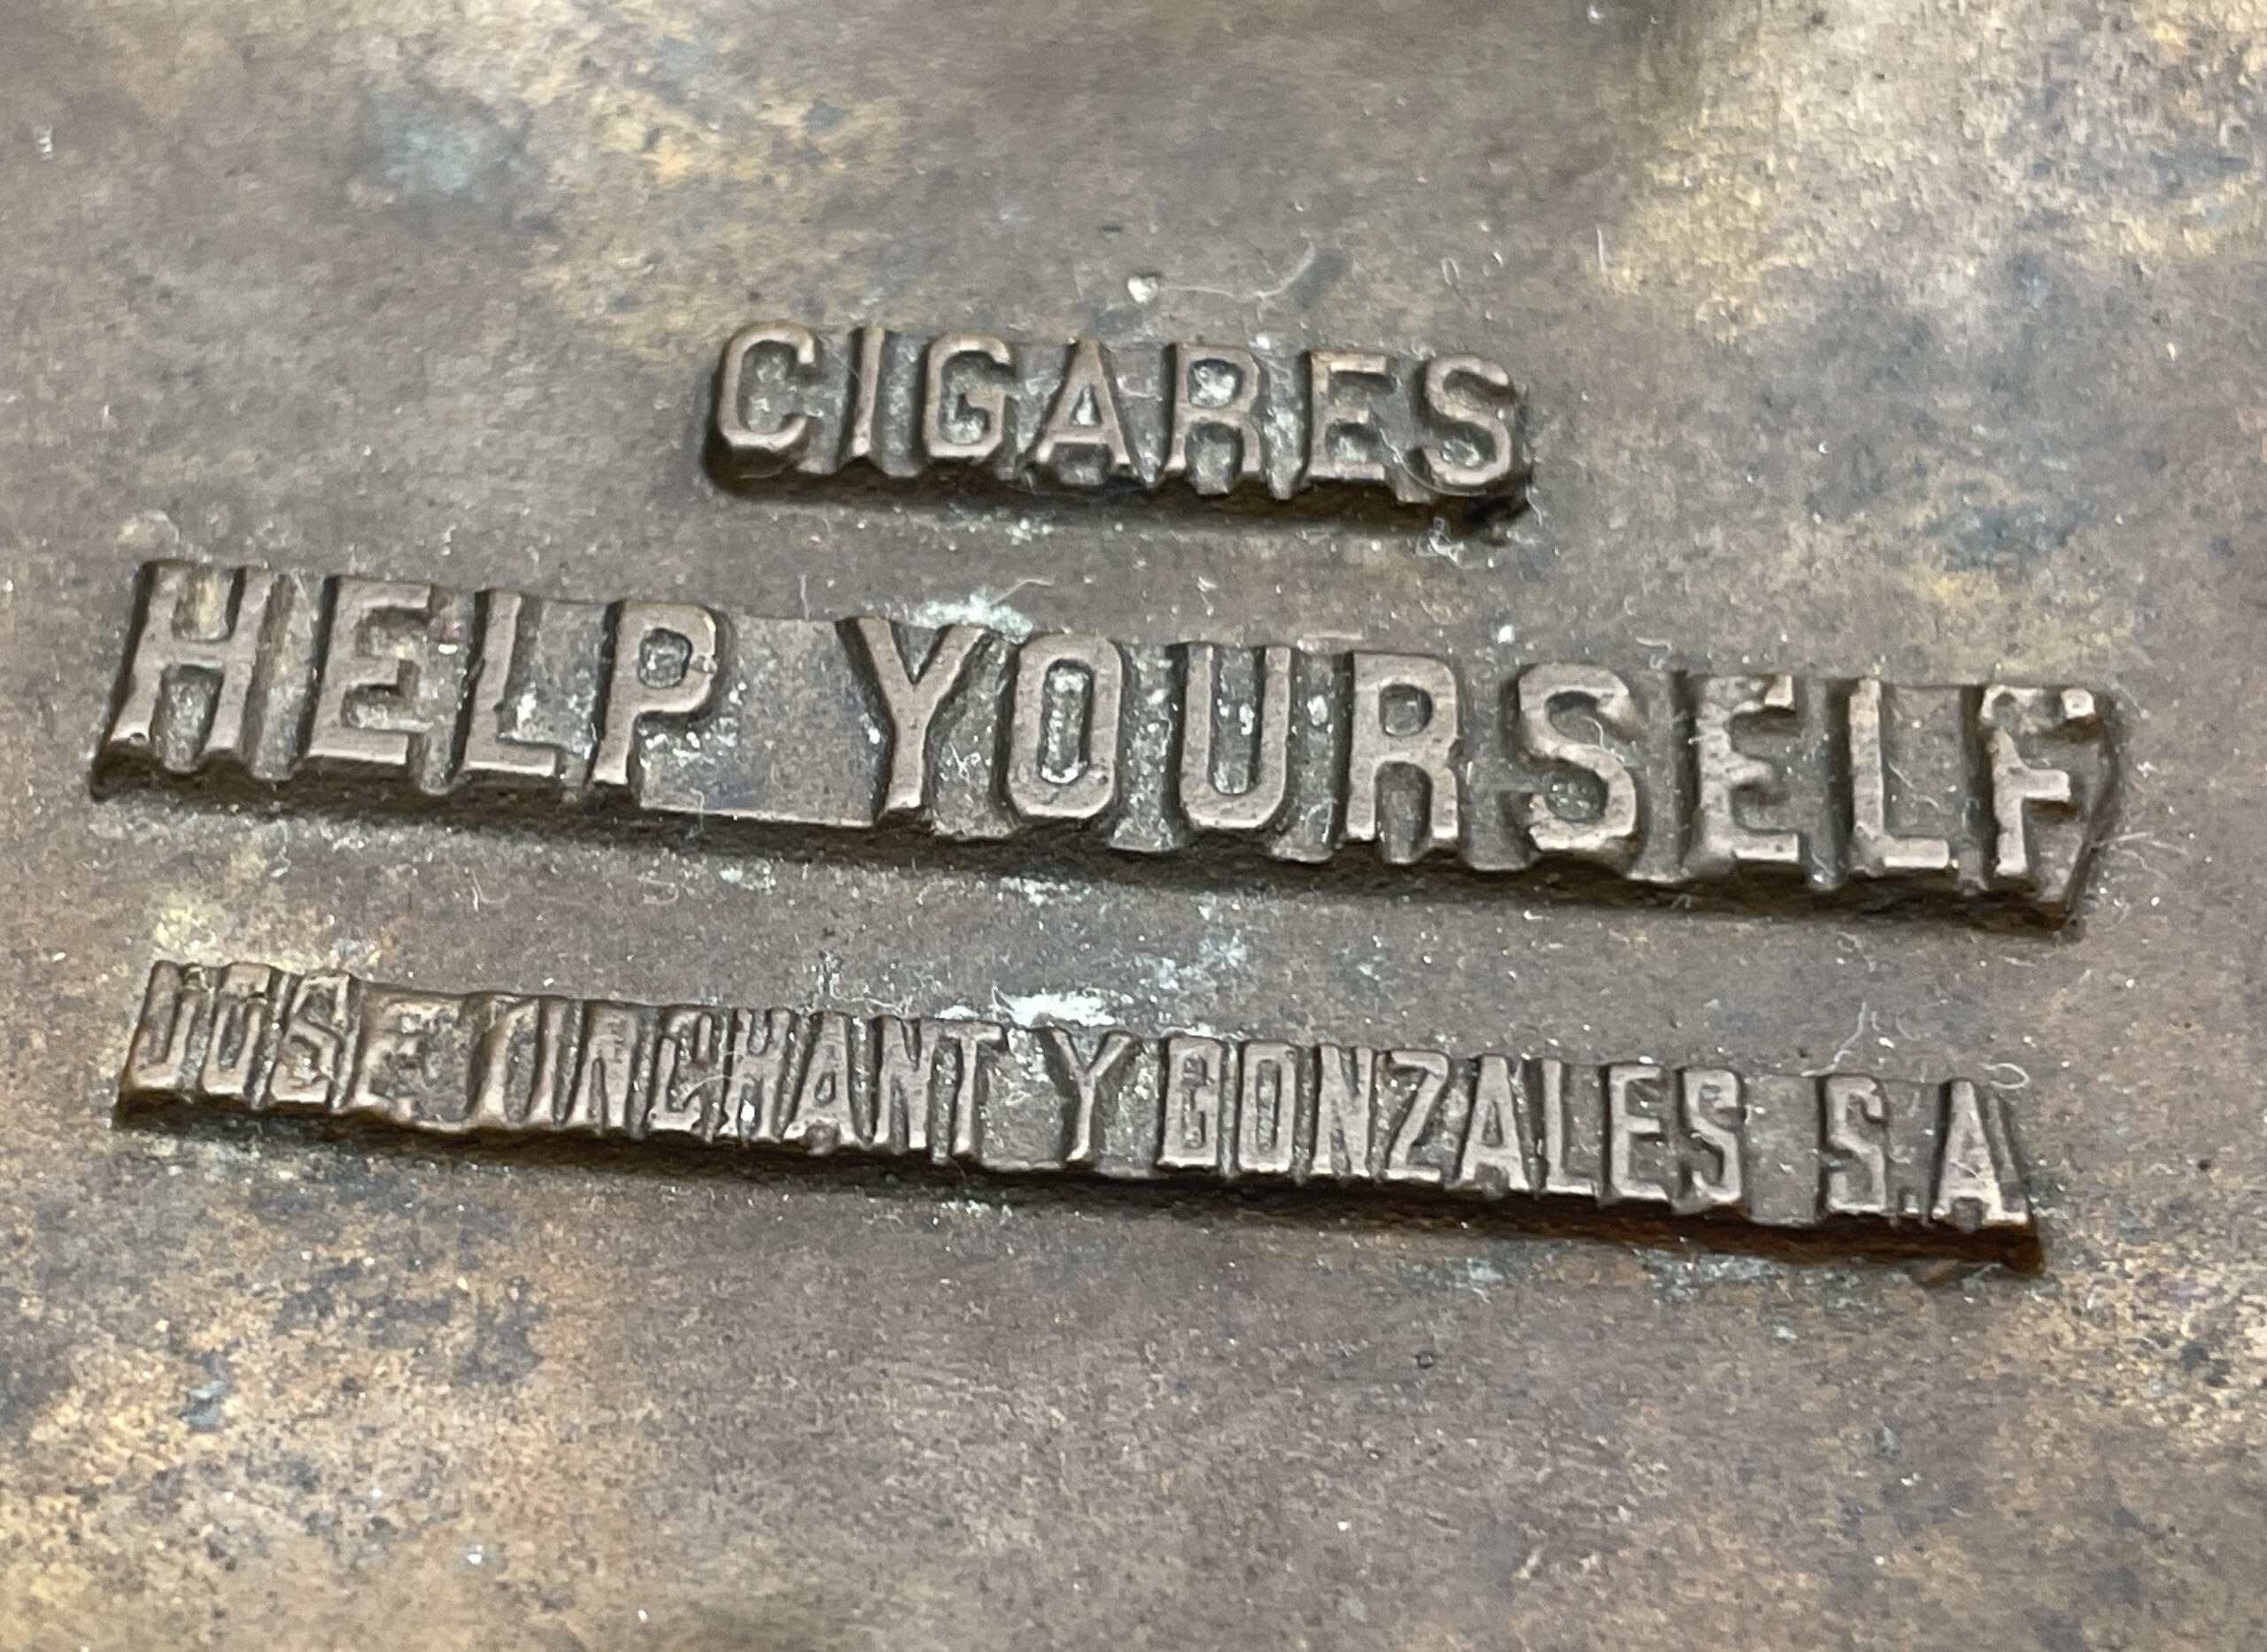 CIGARES
HELP YOURSELF
JOSE TINCHANT Y GONZALES S.A